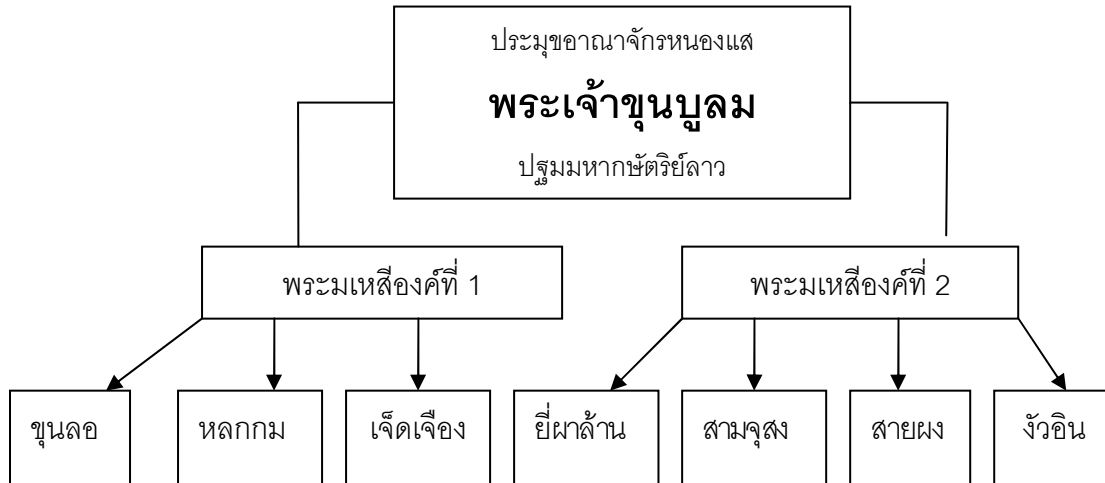 ประมุขอาณาจักรหนองแส
พระเจ้าขุนบูลม
ปฐมมหากษัตริย์ลาว
พระมเหสีองค์ที่ 1
พระมเหสีองค์ที่ 2
ขุนลอ
หลกกม
เจ็ดเจือง
ยี่ผาล้าน
สามจุสง
สายผง
งัวอิน